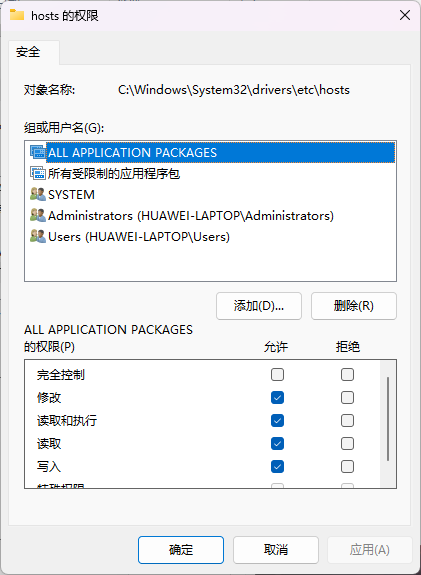 hosts 的权限
安全
对象名称: C:\Windows\System32\drivers\etc\hosts
组或用户名(G):
ALL APPLICATION PACKAGES
所有受限制的应用程序包
SYSTEM
Administrators (HUAWEI-LAPTOP\Administrators)
Users (HUAWEI-LAPTOP\Users)
添加(D)... 删除(R)
ALL APPLICATION PACKAGES
的权限(P) 允许 拒绝
完全控制
修改
读取和执行
读取
写入
特殊权限
确定 取消 应用(A)